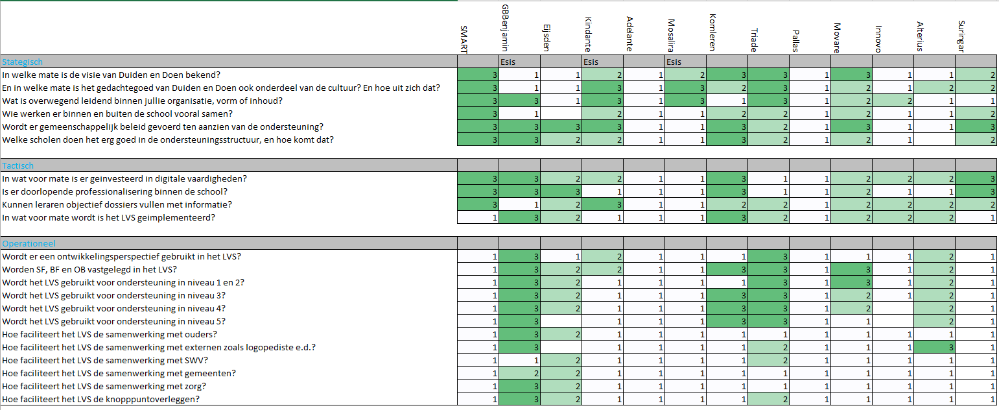 SMART GBBenjamin Eijsden Kindante Adelante Mosalira Komleren Triade Pallas Movare Innovo Alterius Suringar
Stategisch Esis Esis Esis
In welke mate is de visie van Duiden en Doen bekend? 3 1 1 2 1 2 3 3 1 3 1 1 2
En in welke mate is het gedachtegoed van Duiden en Doen ook onderdeel van de cultuur? En hoe uit zich dat? 3 1 1 3 1 3 2 3 1 2 1 2 2
Wat is overwegend leidend binnen jullie organisatie, vorm of inhoud? 3 3 1 3 1 3 1 3 1 2 2 1 1
Wie werken er binnen en buiten de school vooral samen? 3 1 2 1 1 2 2 1 2 1 1 2
Wordt er gemeenschappelijk beleid gevoerd ten aanzien van de ondersteuning? 3 3 3 3 1 1 3 2 1 3 1 1 3
Welke scholen doen het erg goed in de ondersteuningsstructuur, en hoe komt dat? 3 3 2 2 1 1 3 2 1 2 1 2
Tactisch
In wat voor mate is er geinvesteerd in digitale vaardigheden? 3 3 2 2 1 1 3 1 1 2 2 2 3
Is er doorlopende professionalisering binnen de school? 3 3 3 1 1 1 3 1 1 2 1 1 3
Kunnen leraren objectief dossiers vullen met informatie? 3 1 2 3 1 1 2 2 1 2 2 2 2
In wat voor mate wordt is het LVS geimplementeerd? 1 3 2 1 1 1 3 2 1 2 2 2 1
Operationeel
Wordt er een ontwikkelingsperspectief gebruikt in het LVS? 1 3 1 2 1 1 1 3 1 1 1 2 1
Worden SF, BF en OB vastgelegd in het LVS? 1 3 2 2 1 1 3 3 1 3 1 2 1
Wordt het LVS gebruikt voor ondersteuning in niveau 1 en 2? 1 3 2 1 1 1 1 3 1 3 1 2 1
Wordt het LVS gebruikt voor ondersteuning in niveau 3? 1 3 2 1 1 1 3 3 1 2 1 2 1
Wordt het LVS gebruikt voor ondersteuning in niveau 4? 1 3 2 1 1 1 3 3 1 2 2 1
Wordt het LVS gebruikt voor ondersteuning in niveau 5? 1 3 1 1 1 3 3 1 1 2 1
Hoe faciliteert het LVS de samenwerking met ouders? 1 3 2 1 1 1 1 1 1 1 1 1 1
Hoe faciliteert het LVS de samenwerking met externen zoals logopediste e.d.? 1 3 1 1 1 1 2 1 1 1 3 1
Hoe faciliteert het LVS de samenwerking met SWV? 1 1 2 1 1 1 1 2 1 1 1 1 1
Hoe faciliteert het LVS de samenwerking met gemeenten? 1 2 2 1 1 1 1 1 1 1 1 1 1
Hoe faciliteert het LVS de samenwerking met zorg? 1 3 2 1 1 1 1 1 1 1 1 1 1
Hoe faciliteert het LVS de knopppuntoverleggen? 1 3 2 1 1 1 1 2 1 1 1 1 1